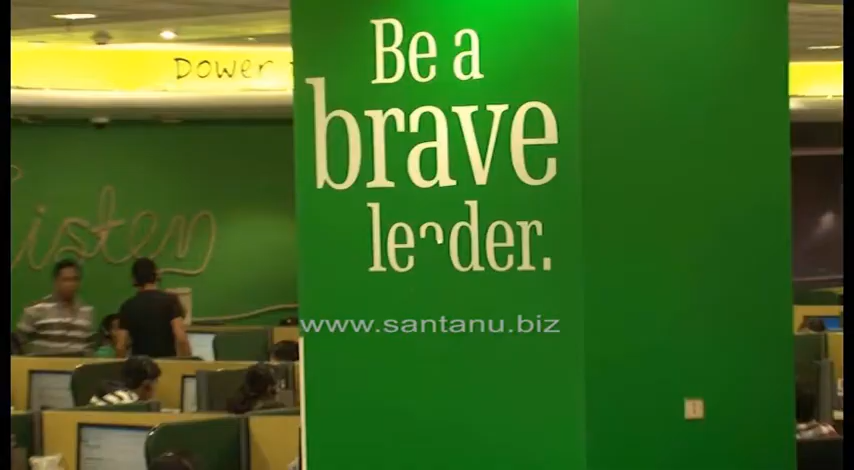 Dower
Be a
brave
leader.
listen
www.santanu.biz